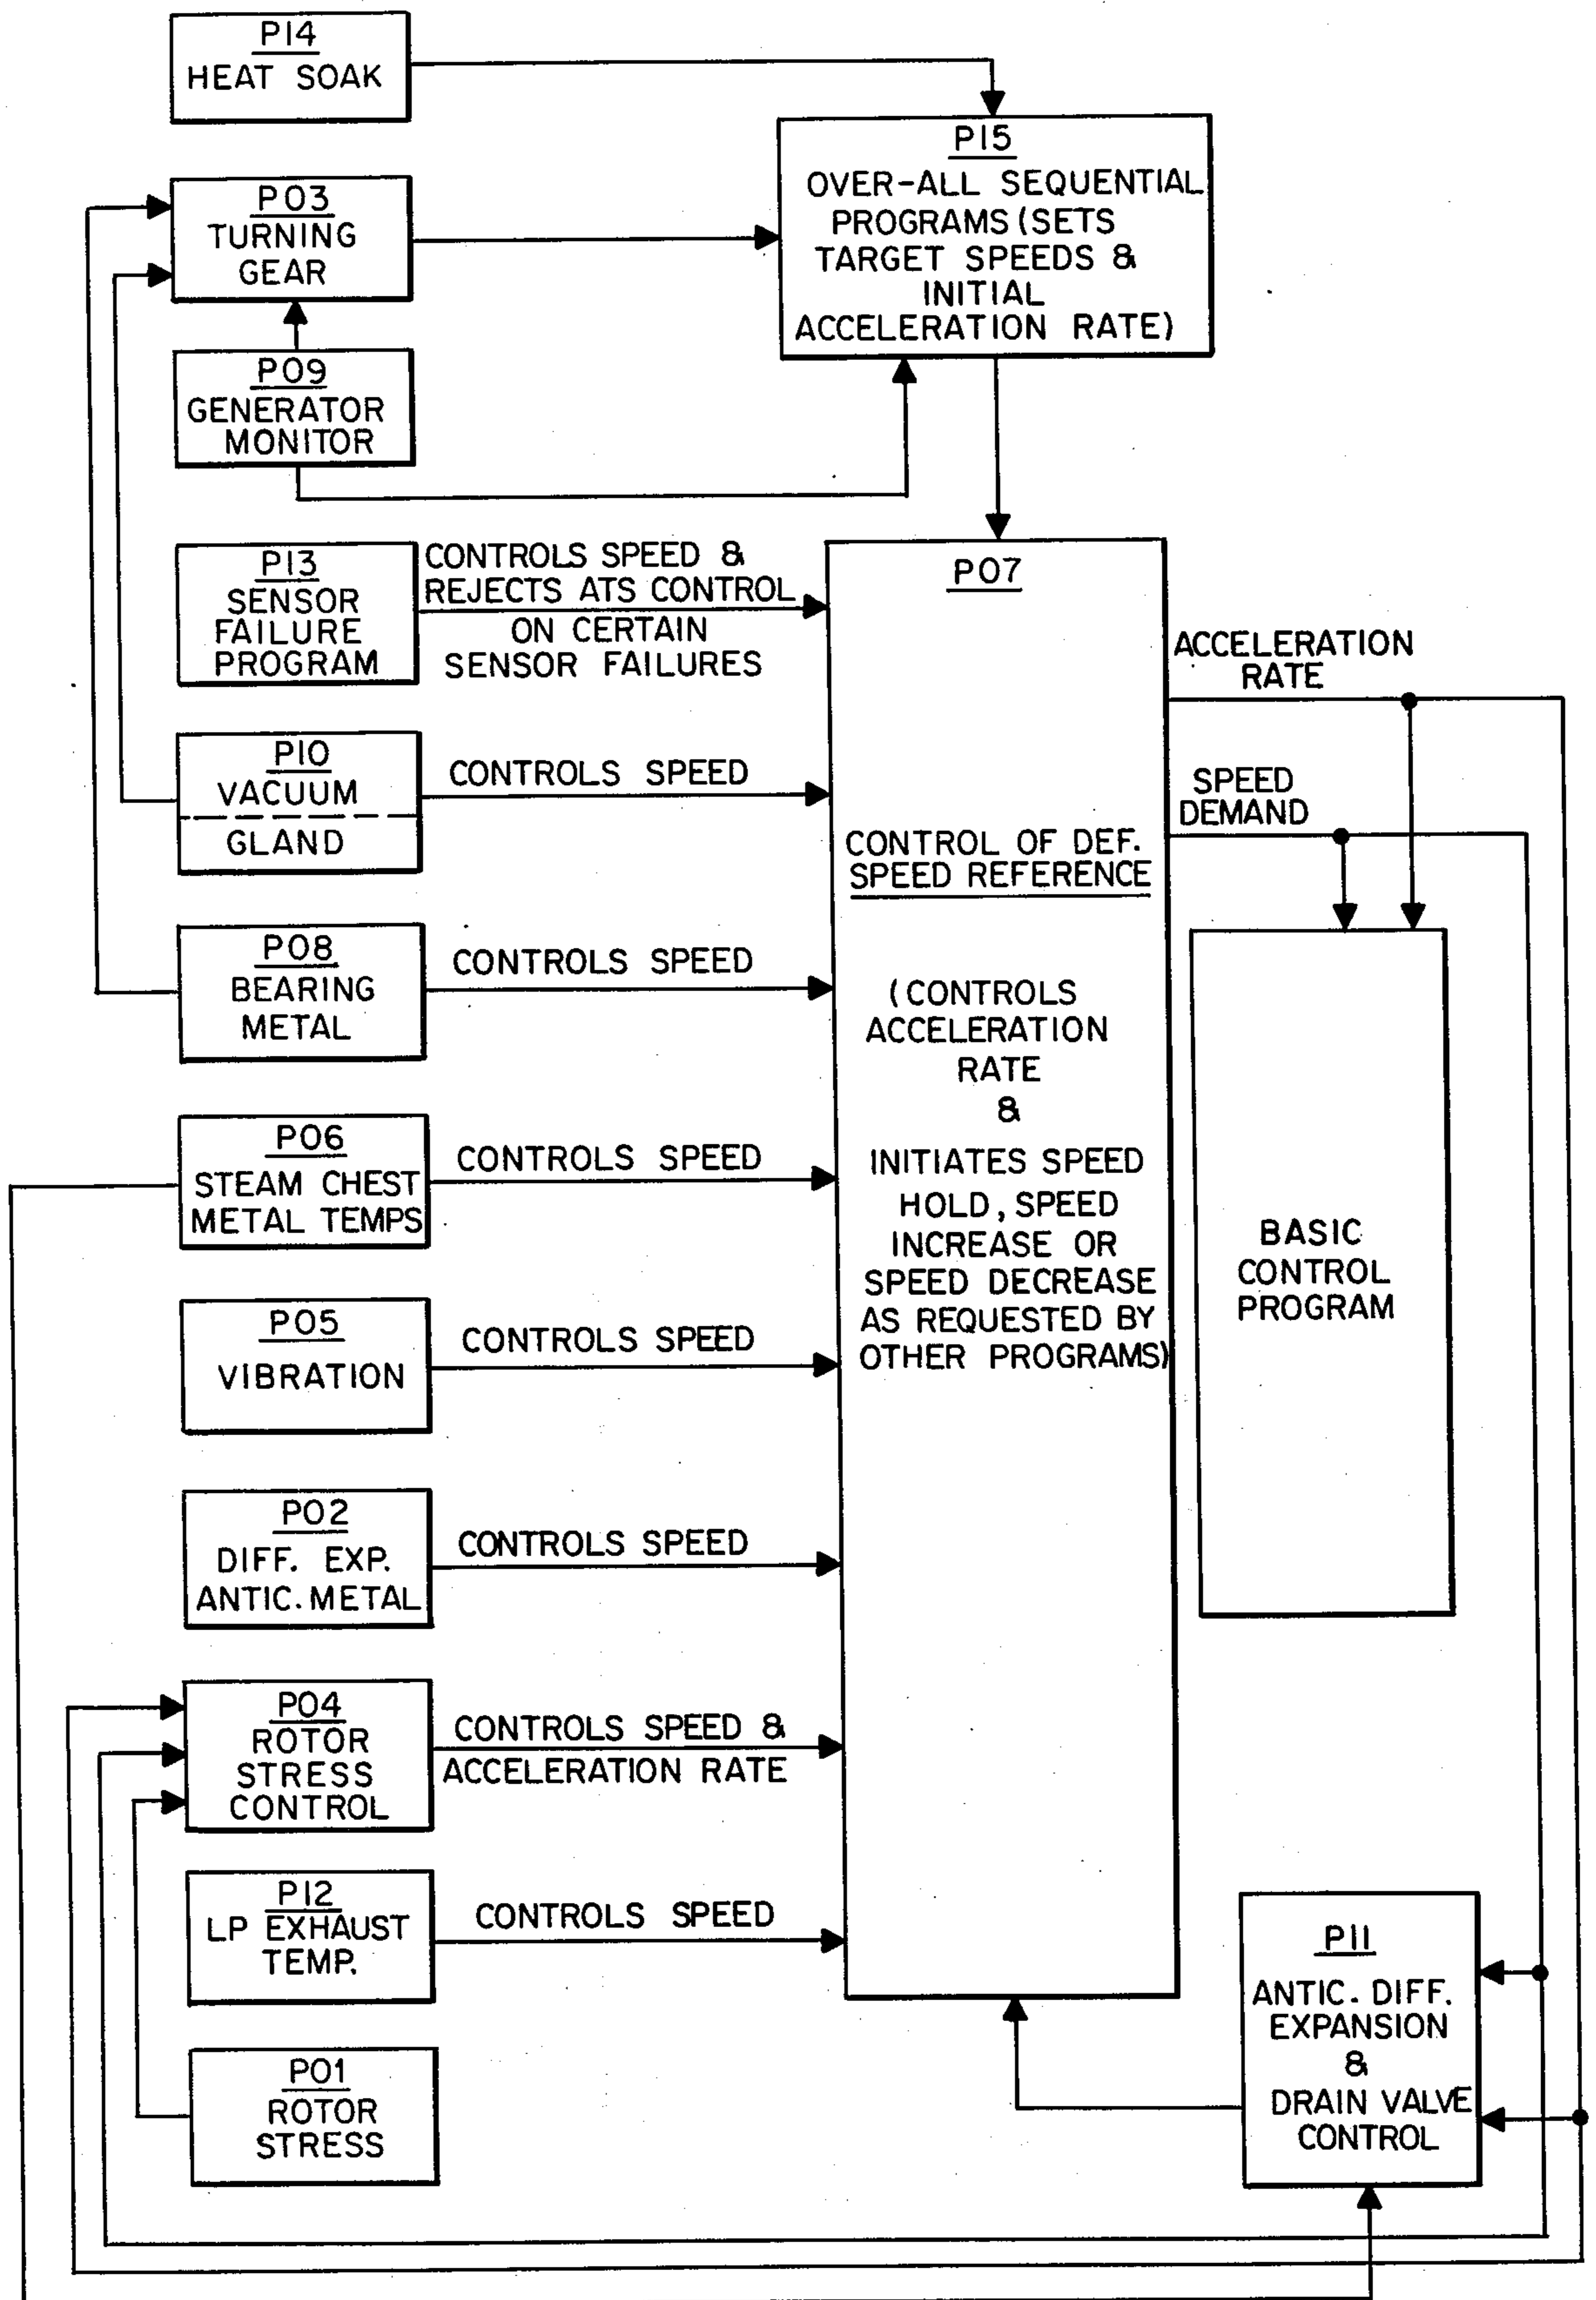 P14
HEAT SOAK
P15
OVER-ALL SEQUENTIAL
PROGRAMS (SETS
TARGET SPEEDS &
INITIAL
ACCELERATION RATE)
P03
TURNING
GEAR
P09
GENERATOR
MONITOR
P13
SENSOR
FAILURE
PROGRAM
CONTROLS SPEED &
REJECTS ATS CONTROL
ON CERTAIN
SENSOR FAILURES
P07
CONTROL OF DEF.
SPEED REFERENCE
(CONTROLS
ACCELERATION
RATE
&
INITIATES SPEED
HOLD, SPEED
INCREASE OR
SPEED DECREASE
AS REQUESTED BY
OTHER PROGRAMS)
ACCELERATION
RATE
SPEED
DEMAND
BASIC
CONTROL
PROGRAM
P10
VACUUM
GLAND
CONTROLS SPEED
P08
BEARING
METAL
CONTROLS SPEED
P06
STEAM CHEST
METAL TEMPS
CONTROLS SPEED
P05
VIBRATION
CONTROLS SPEED
P02
DIFF. EXP.
ANTIC. METAL
CONTROLS SPEED
P04
ROTOR
STRESS
CONTROL
CONTROLS SPEED &
ACCELERATION RATE
P12
LP EXHAUST
TEMP.
CONTROLS SPEED
P01
ROTOR
STRESS
P11
ANTIC. DIFF.
EXPANSION
&
DRAIN VALVE
CONTROL